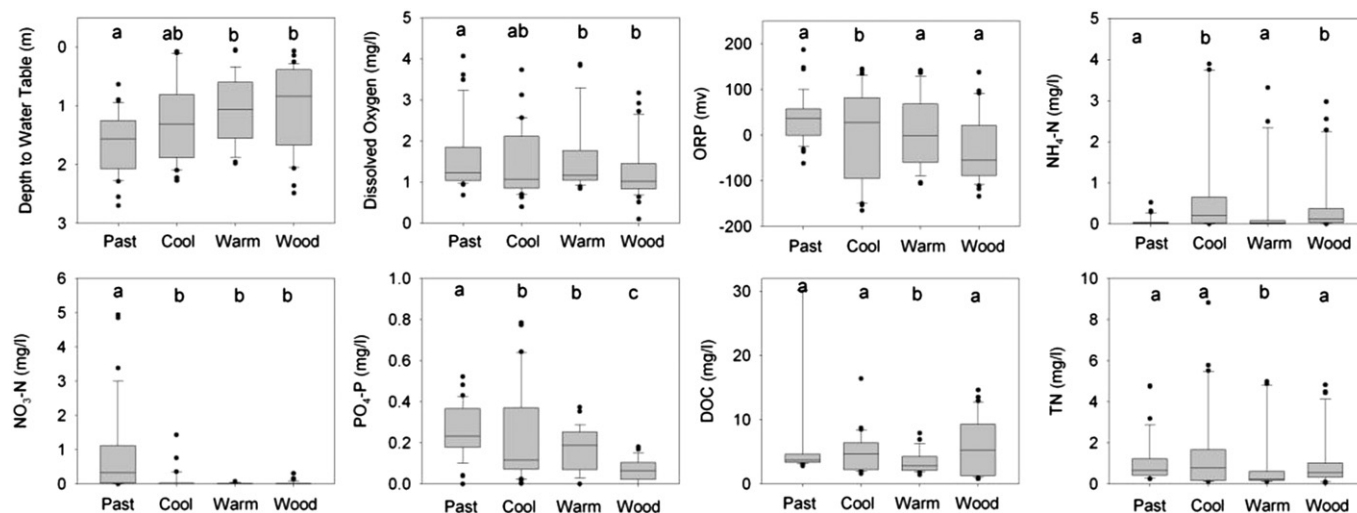 Depth to Water Table (m)
0
1
2
3
a ab b b
Past Cool Warm Wood
Dissolved Oxygen (mg/l)
5
4
3
2
1
0
a ab b b
Past Cool Warm Wood
ORP (mv)
200
100
0
-100
-200
a b a a
Past Cool Warm Wood
NH₄-N (mg/l)
5
4
3
2
1
0
a b a b
Past Cool Warm Wood
NO₃-N (mg/l)
6
5
4
3
2
1
0
a b b b
Past Cool Warm Wood
PO₄-P (mg/l)
1.0
0.8
0.6
0.4
0.2
0.0
a b b c
Past Cool Warm Wood
DOC (mg/l)
30
20
10
0
a a b a
Past Cool Warm Wood
TN (mg/l)
10
8
6
4
2
0
a a b a
Past Cool Warm Wood